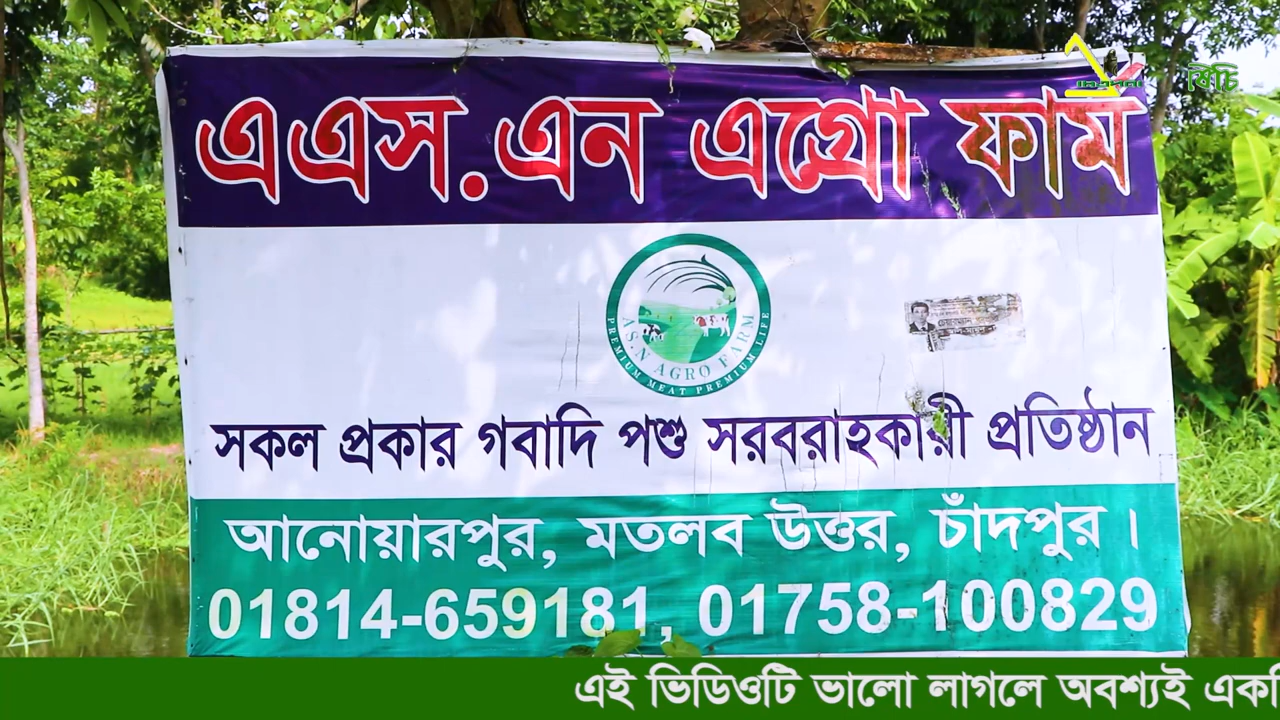 এএস.এন এগ্রো ফার্ম
খিচি
AS.N AGRO FARM
PREMIUM MEAT PREMIUM LIFE
সকল প্রকার গবাদি পশু সরবরাহকারী প্রতিষ্ঠান
আনোয়ারপুর, মতলব উত্তর, চাঁদপুর।
01814-659181, 01758-100829
এই ভিডিওটি ভালো লাগলে অবশ্যই একটি